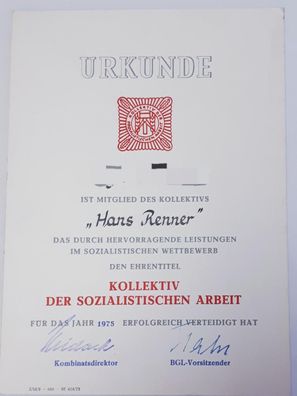 URKUNDE
IST MITGLIED DES KOLLEKTIVS
„Hans Renner"
DAS DURCH HERVORRAGENDE LEISTUNGEN
IM SOZIALISTISCHEN WETTBEWERB
DEN EHRENTITEL
KOLLEKTIV
DER SOZIALISTISCHEN ARBEIT
FÜR DAS JAHR 1975 ERFOLGREICH VERTEIDIGT HAT
Kombinatsdirektor BGL-Vorsitzender